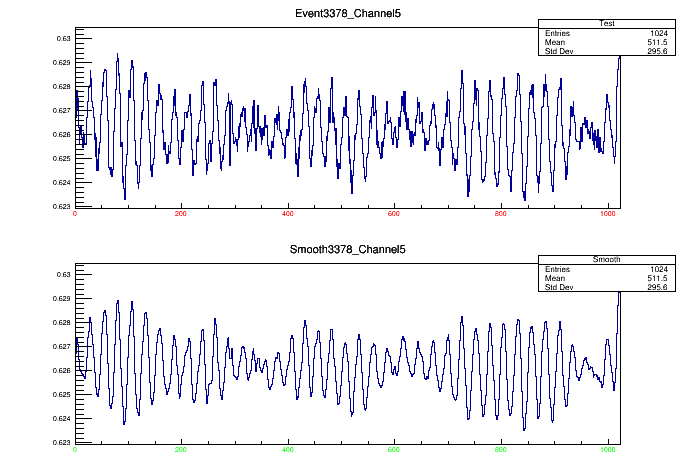 Event3378_Channel5
Test
Entries 1024
Mean 511.5
Std Dev 295.6
0.63
0.629
0.628
0.627
0.626
0.625
0.624
0.623
0 200 400 600 800 1000
Smooth3378_Channel5
Smooth
Entries 1024
Mean 511.5
Std Dev 295.6
0.63
0.629
0.628
0.627
0.626
0.625
0.624
0.623
0 200 400 600 800 1000